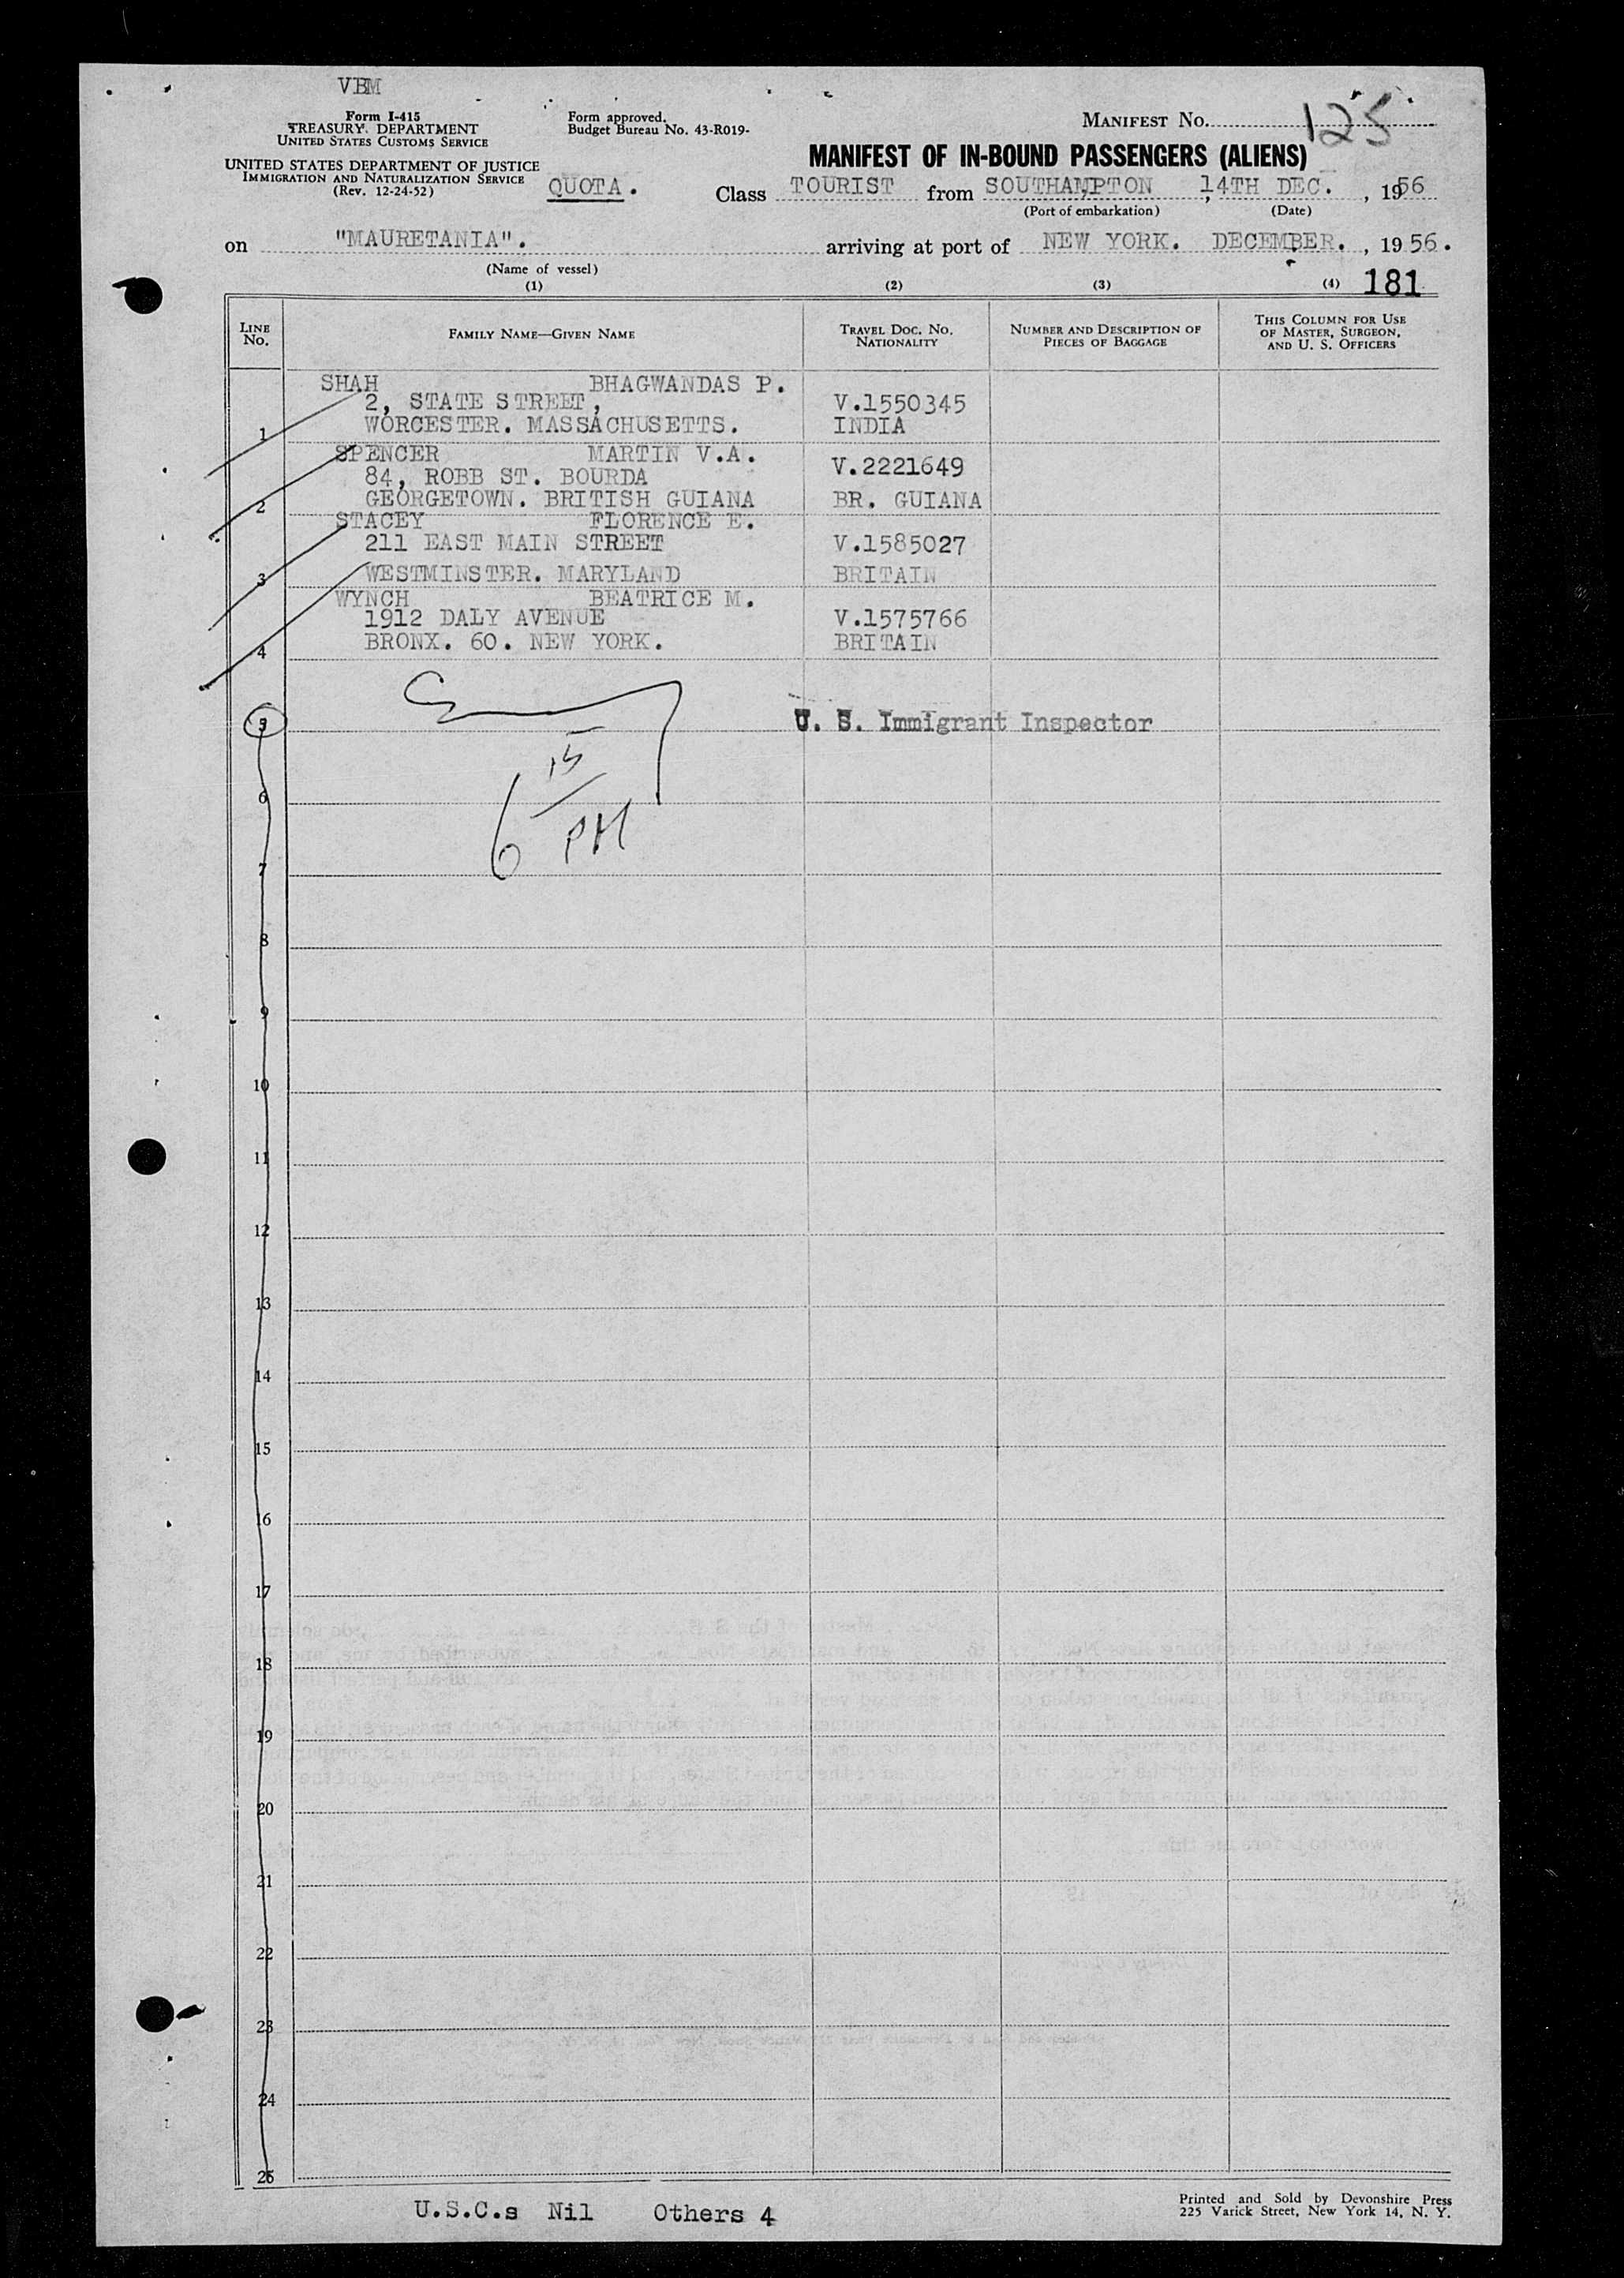 VBM
Form I-415
TREASURY DEPARTMENT
UNITED STATES CUSTOMS SERVICE
UNITED STATES DEPARTMENT OF JUSTICE
IMMIGRATION AND NATURALIZATION SERVICE
(Rev. 12-24-52)
Form approved.
Budget Bureau No. 43-R019-
MANIFEST NO. 125
MANIFEST OF IN-BOUND PASSENGERS (ALIENS)
QUOTA. Class TOURIST from SOUTHAMPTON, 14TH DEC., 1956
(Port of embarkation) (Date)
on "MAURETANIA". arriving at port of NEW YORK. DECEMBER., 1956.
(Name of vessel)
(1) (2) (3) (4) 181
LINE NO. FAMILY NAME—GIVEN NAME TRAVEL DOC. NO. NATIONALITY NUMBER AND DESCRIPTION OF PIECES OF BAGGAGE THIS COLUMN FOR USE OF MASTER, SURGEON, AND U. S. OFFICERS
SHAH BHAGWANDAS P.
2, STATE STREET, V.1550345
1 WORCESTER. MASSACHUSETTS. INDIA
SPENCER MARTIN V.A.
84, ROBB ST. BOURDA V.2221649
2 GEORGETOWN. BRITISH GUIANA BR. GUIANA
STACEY FLORENCE E.
211 EAST MAIN STREET V.1585027
3 WESTMINSTER. MARYLAND BRITAIN
WYNCH BEATRICE M.
1912 DALY AVENUE V.1575766
4 BRONX. 60. NEW YORK. BRITAIN
5 U. S. Immigrant Inspector
6 15
PM
6
7
8
9
10
11
12
13
14
15
16
17
18
19
20
21
22
23
24
25
U.S.C.s Nil Others 4
Printed and Sold by Devonshire Press
225 Varick Street, New York 14, N. Y.